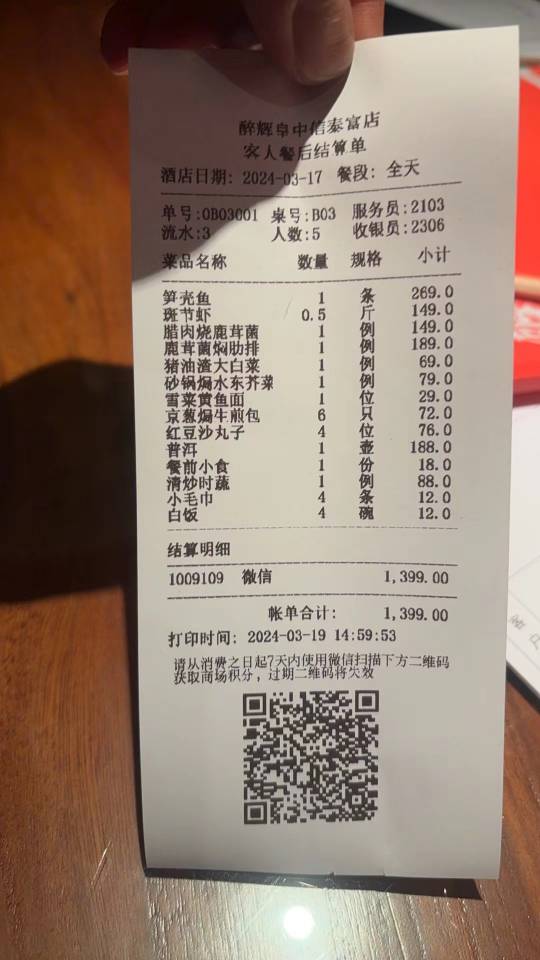 醉辉皇中信泰富店
客人餐后结算单
酒店日期: 2024-03-17 餐段: 全天
单号:0B03001 桌号:B03 服务员:2103
流水:3 人数:5 收银员:2306
菜品名称 数量 规格 小计
笋壳鱼 1 条 269.0
斑节虾 0.5 斤 149.0
腊肉烧鹿茸菌 1 例 149.0
鹿茸菌焖肋排 1 例 189.0
猪油渣大白菜 1 例 69.0
砂锅焗水东芥菜 1 例 79.0
雪菜黄鱼面 1 位 29.0
京葱焗生煎包 6 只 72.0
红豆沙丸子 4 位 76.0
普洱 1 壶 188.0
餐前小食 1 份 18.0
清炒时蔬 1 例 88.0
小毛巾 4 条 12.0
白饭 4 碗 12.0
结算明细
1009109 微信 1,399.00
帐单合计: 1,399.00
打印时间: 2024-03-19 14:59:53
请从消费之日起7天内使用微信扫描下方二维码
获取商场积分，过期二维码将失效